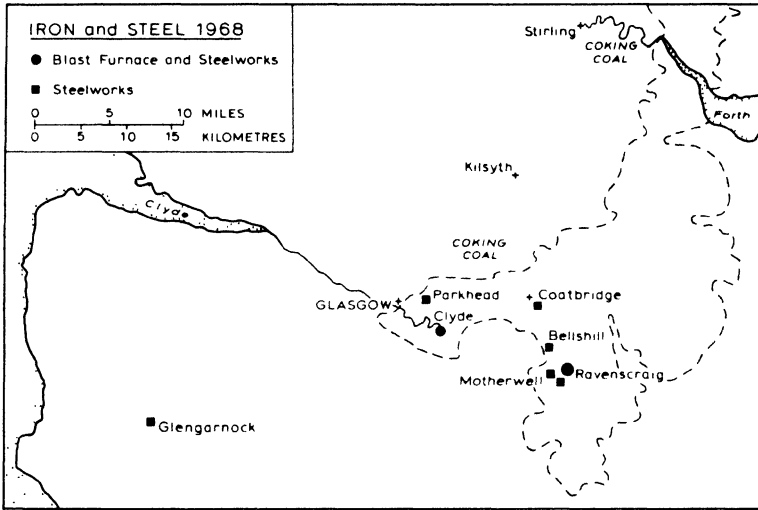 IRON and STEEL 1968
Blast Furnace and Steelworks
Steelworks
0 5 10 MILES
0 5 10 15 KILOMETRES
Stirling
COKING
COAL
Forth
Kilsyth
Clyde
COKING
COAL
GLASGOW
Parkhead
Coatbridge
Clyde
Bellshill
Motherwell
Ravenscraig
Glengarnock